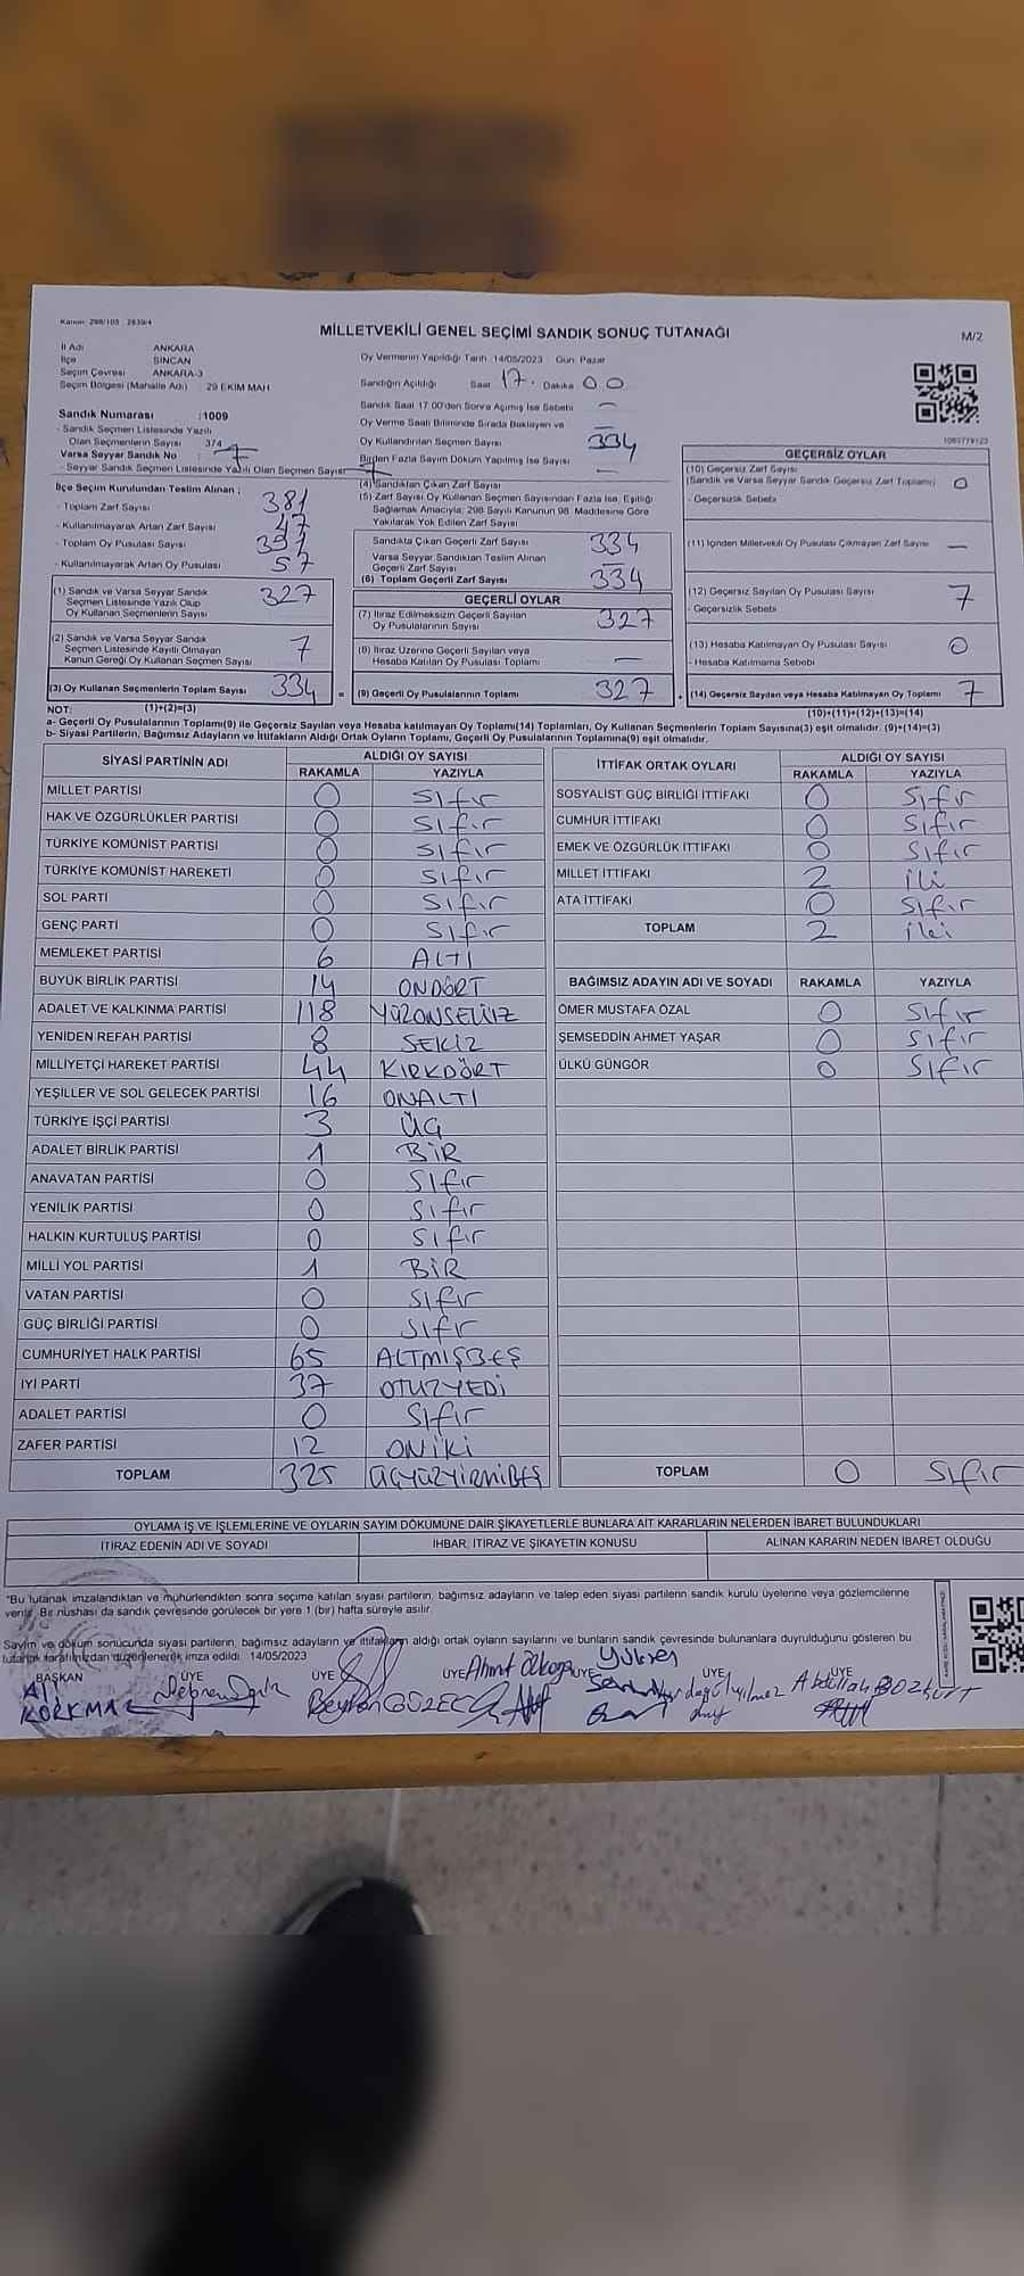 Kanun: 298/105 : 2839/4
MİLLETVEKİLİ GENEL SEÇİMİ SANDIK SONUÇ TUTANAĞI
M/2
İl Adı ANKARA
İlçe SİNCAN
Seçim Çevresi ANKARA-3
Seçim Bölgesi (Mahalle Adı) 29 EKİM MAH
Sandık Numarası : 1009
- Sandık Seçmen Listesinde Yazılı
Olan Seçmenlerin Sayısı 374
Varsa Seyyar Sandık No 7
- Seyyar Sandık Seçmen Listesinde Yazılı Olan Seçmen Sayısı 7
Oy Vermenin Yapıldığı Tarih :14/05/2023 Gün: Pazar
Sandığın Açıldığı Saat 17. Dakika 00
Sandık Saat 17:00'den Sonra Açılmış İse Sebebi —
Oy Verme Saati Bitiminde Sırada Bekleyen ve
Oy Kullandırılan Seçmen Sayısı —
334
Birden Fazla Sayım Döküm Yapılmış İse Sayısı —
1083779123
İlçe Seçim Kurulundan Teslim Alınan ;
- Toplam Zarf Sayısı 381
- Kullanılmayarak Artan Zarf Sayısı 47
- Toplam Oy Pusulası Sayısı 391
- Kullanılmayarak Artan Oy Pusulası 57
(1) Sandık ve Varsa Seyyar Sandık
Seçmen Listesinde Yazılı Olup
Oy Kullanan Seçmenlerin Sayısı 327
(2) Sandık ve Varsa Seyyar Sandık
Seçmen Listesinde Kayıtlı Olmayan
Kanun Gereği Oy Kullanan Seçmen Sayısı 7
(3) Oy Kullanan Seçmenlerin Toplam Sayısı 334 =
(4) Sandıktan Çıkan Zarf Sayısı
(5) Zarf Sayısı Oy Kullanan Seçmen Sayısından Fazla İse, Eşitliği
Sağlamak Amacıyla; 298 Sayılı Kanunun 98. Maddesine Göre
Yakılarak Yok Edilen Zarf Sayısı
Sandıkta Çıkan Geçerli Zarf Sayısı 334
Varsa Seyyar Sandıktan Teslim Alınan
Geçerli Zarf Sayısı —
(6) Toplam Geçerli Zarf Sayısı 334
GEÇERLİ OYLAR
(7) İtiraz Edilmeksizin Geçerli Sayılan
Oy Pusulalarının Sayısı 327
(8) İtiraz Üzerine Geçerli Sayılan veya
Hesaba Katılan Oy Pusulası Toplamı —
(9) Geçerli Oy Pusulalarının Toplamı 327
GEÇERSİZ OYLAR
(10) Geçersiz Zarf Sayısı
(Sandık ve Varsa Seyyar Sandık Geçersiz Zarf Toplamı) 0
- Geçersizlik Sebebi
(11) İçinden Milletvekili Oy Pusulası Çıkmayan Zarf Sayısı —
(12) Geçersiz Sayılan Oy Pusulası Sayısı 7
- Geçersizlik Sebebi
(13) Hesaba Katılmayan Oy Pusulası Sayısı 0
- Hesaba Katılmama Sebebi
(14) Geçersiz Sayılan veya Hesaba Katılmayan Oy Toplamı 7
NOT: (1)+(2)=(3) (10)+(11)+(12)+(13)=(14)
a- Geçerli Oy Pusulalarının Toplamı(9) ile Geçersiz Sayılan veya Hesaba katılmayan Oy Toplamı(14) Toplamları, Oy Kullanan Seçmenlerin Toplam Sayısına(3) eşit olmalıdır. (9)+(14)=(3)
b- Siyasi Partilerin, Bağımsız Adayların ve İttifakların Aldığı Ortak Oyların Toplamı, Geçerli Oy Pusulalarının Toplamına(9) eşit olmalıdır.
SİYASİ PARTİNİN ADI ALDIĞI OY SAYISI
RAKAMLA YAZIYLA
MİLLET PARTİSİ 0 Sıfır
HAK VE ÖZGÜRLÜKLER PARTİSİ 0 Sıfır
TÜRKİYE KOMÜNİST PARTİSİ 0 Sıfır
TÜRKİYE KOMÜNİST HAREKETİ 0 Sıfır
SOL PARTİ 0 Sıfır
GENÇ PARTİ 0 Sıfır
MEMLEKET PARTİSİ 6 ALTI
BÜYÜK BİRLİK PARTİSİ 14 ONDÖRT
ADALET VE KALKINMA PARTİSİ 118 YÜZONSEKİZ
YENİDEN REFAH PARTİSİ 8 SEKİZ
MİLLİYETÇİ HAREKET PARTİSİ 44 KIRKDÖRT
YEŞİLLER VE SOL GELECEK PARTİSİ 16 ONALTI
TÜRKİYE İŞÇİ PARTİSİ 3 ÜÇ
ADALET BİRLİK PARTİSİ 1 BİR
ANAVATAN PARTİSİ 0 Sıfır
YENİLİK PARTİSİ 0 Sıfır
HALKIN KURTULUŞ PARTİSİ 0 Sıfır
MİLLİ YOL PARTİSİ 1 BİR
VATAN PARTİSİ 0 Sıfır
GÜÇ BİRLİĞİ PARTİSİ 0 Sıfır
CUMHURİYET HALK PARTİSİ 65 ALTMIŞBEŞ
İYİ PARTİ 37 OTUZYEDİ
ADALET PARTİSİ 0 Sıfır
ZAFER PARTİSİ 12 ONİKİ
TOPLAM 325 ÜÇYÜZYİRMİBEŞ
İTTİFAK ORTAK OYLARI ALDIĞI OY SAYISI
RAKAMLA YAZIYLA
SOSYALİST GÜÇ BİRLİĞİ İTTİFAKI 0 Sıfır
CUMHUR İTTİFAKI 0 Sıfır
EMEK VE ÖZGÜRLÜK İTTİFAKI 0 Sıfır
MİLLET İTTİFAKI 2 iki
ATA İTTİFAKI 0 Sıfır
TOPLAM 2 iki
BAĞIMSIZ ADAYIN ADI VE SOYADI RAKAMLA YAZIYLA
ÖMER MUSTAFA ÖZAL 0 Sıfır
ŞEMSEDDİN AHMET YAŞAR 0 Sıfır
ÜLKÜ GÜNGÖR 0 Sıfır
TOPLAM 0 Sıfır
OYLAMA İŞ VE İŞLEMLERİNE VE OYLARIN SAYIM DÖKÜMÜNE DAİR ŞİKAYETLERLE BUNLARA AİT KARARLARIN NELERDEN İBARET BULUNDUKLARI
İTİRAZ EDENİN ADI VE SOYADI İHBAR, İTİRAZ VE ŞİKAYETİN KONUSU ALINAN KARARIN NEDEN İBARET OLDUĞU
"Bu tutanak imzalandıktan ve mühürlendikten sonra seçime katılan siyasi partilerin, bağımsız adayların ve talep eden siyasi partilerin sandık kurulu üyelerine veya gözlemcilerine
verilir. Bir nüshası da sandık çevresinde görülecek bir yere 1 (bir) hafta süreyle asılır.
Sayım ve döküm sonucunda siyasi partilerin, bağımsız adayların ve ittifakların aldığı ortak oyların sayılarını ve bunların sandık çevresinde bulunanlara duyrulduğunu gösteren bu
tutanak tarafımızdan düzenlenerek imza edildi. 14/05/2023
BAŞKAN ÜYE ÜYE ÜYE ÜYE ÜYE ÜYE
Ali KORKMAZ
Beyhan GÜZEL
Ahmet
Yüksel
Abdullah BOZKURT